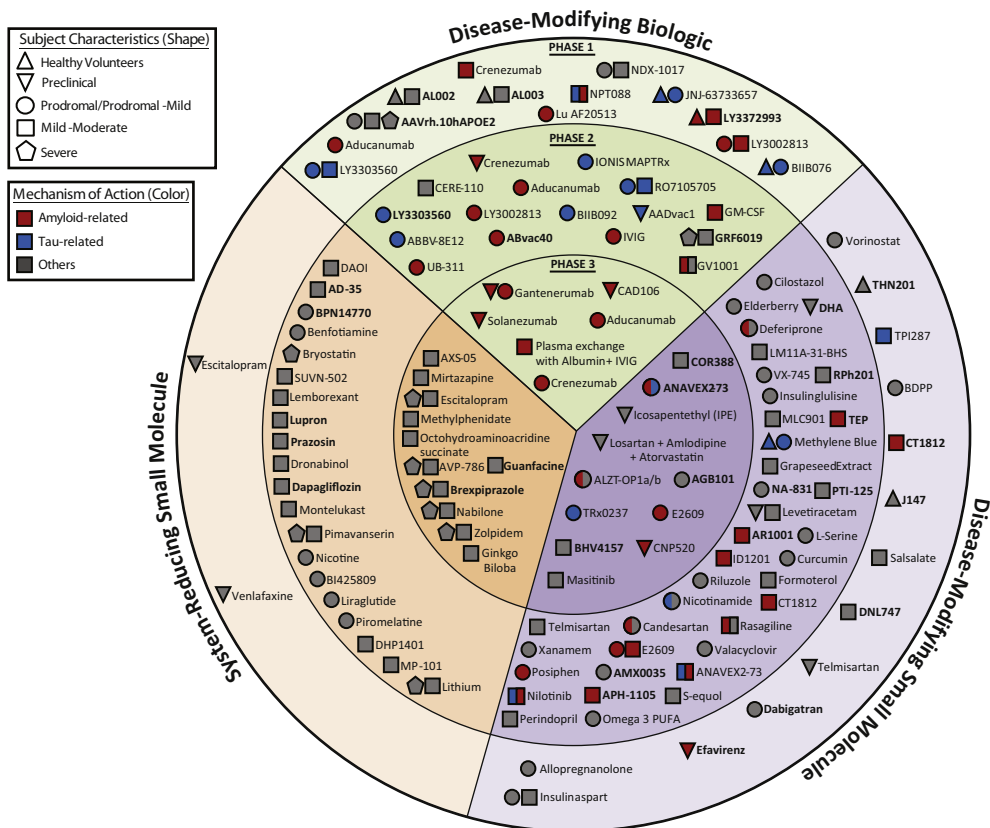 Disease-Modifying Biologic
Subject Characteristics (Shape)
Healthy Volunteers
Preclinical
Prodromal/Prodromal -Mild
Mild -Moderate
Severe
Mechanism of Action (Color)
Amyloid-related
Tau-related
Others
PHASE 1
Crenezumab
NDX-1017
AL002
AL003
NPT088
JNJ-63733657
AAVrh.10hAPOE2
Lu AF20513
LY3372993
Aducanumab
LY3002813
LY3303560
BIIB076
PHASE 2
Crenezumab
IONIS MAPTRx
CERE-110
Aducanumab
RO7105705
LY3303560
LY3002813
BIIB092
AADvac1
GM-CSF
ABBV-8E12
ABvac40
IVIG
GRF6019
UB-311
GV1001
PHASE 3
Gantenerumab
CAD106
Solanezumab
Aducanumab
Plasma exchange
with Albumin+ IVIG
Crenezumab
System-Reducing Small Molecule
Escitalopram
Venlafaxine
DAOI
AD-35
BPN14770
Benfotiamine
Bryostatin
SUVN-502
Lemborexant
Lupron
Prazosin
Dronabinol
Dapagliflozin
Montelukast
Pimavanserin
Nicotine
BI425809
Liraglutide
Piromelatine
DHP1401
MP-101
Lithium
AXS-05
Mirtazapine
Escitalopram
Methylphenidate
Octohydroaminoacridine
succinate
AVP-786
Guanfacine
Brexpiprazole
Nabilone
Zolpidem
Ginkgo
Biloba
COR388
ANAVEX2-73
Icosapentethyl (IPE)
Losartan + Amlodipine
+ Atorvastatin
ALZT-OP1a/b
AGB101
TRx0237
E2609
BHV4157
CNP520
Masitinib
Cilostazol
Elderberry
DHA
Deferiprone
LM11A-31-BHS
VX-745
RPh201
Insulinglulisine
MLC901
TEP
Methylene Blue
GrapeseedExtract
NA-831
PTI-125
Levetiracetam
AR1001
L-Serine
ID1201
Curcumin
Riluzole
Formoterol
Nicotinamide
CT1812
Telmisartan
Candesartan
Rasagiline
Xanamem
E2609
Valacyclovir
Posiphen
AMX0035
ANAVEX2-73
Nilotinib
APH-1105
S-equol
Perindopril
Omega 3 PUFA
Vorinostat
THN201
TPI287
BDPP
CT1812
J147
Salsalate
DNL747
Telmisartan
Dabigatran
Efavirenz
Allopregnanolone
Insulinaspart
Disease-Modifying Small Molecule